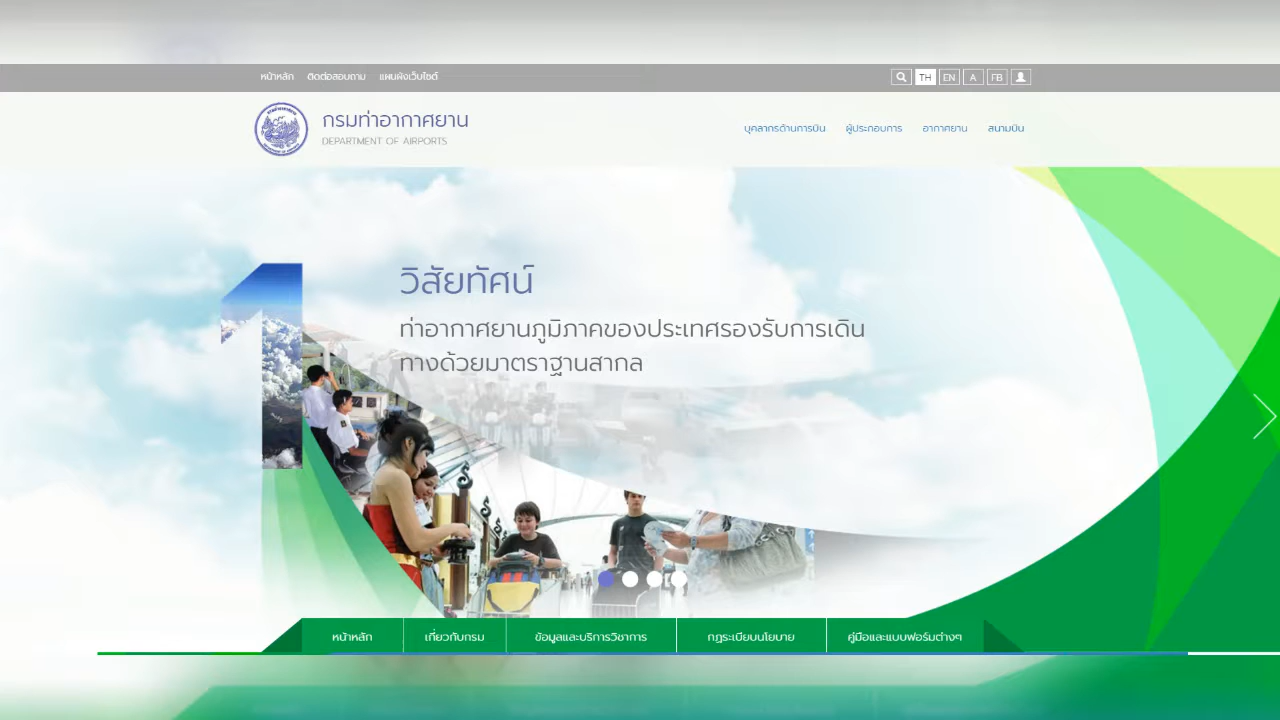 หน้าหลัก ติดต่อสอบถาม แผนผังเว็บไซต์
TH EN A FB
กรมท่าอากาศยาน
DEPARTMENT OF AIRPORTS
บุคลากรด้านการบิน ผู้ประกอบการ อากาศยาน สนามบิน
1
วิสัยทัศน์
ท่าอากาศยานภูมิภาคของประเทศรองรับการเดิน
ทางด้วยมาตราฐานสากล
หน้าหลัก เกี่ยวกับกรม ข้อมูลและบริการวิชาการ กฎระเบียบนโยบาย คู่มือและแบบฟอร์มต่างๆ